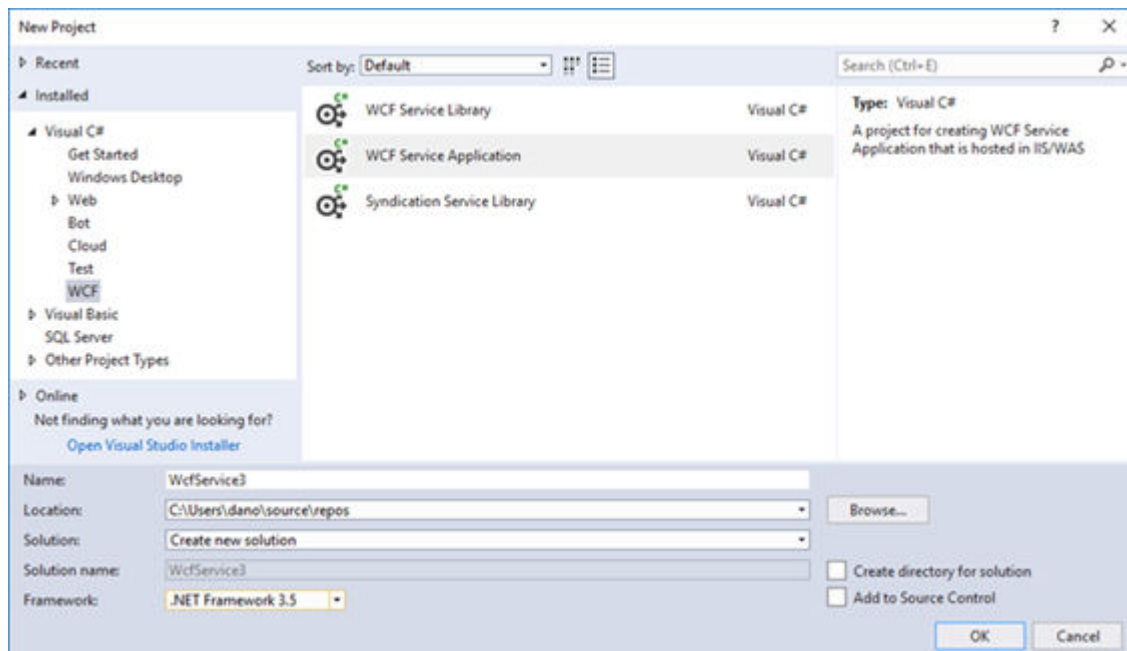 New Project
? 
Recent
Installed
Visual C#
Get Started
Windows Desktop
Web
Bot
Cloud
Test
WCF
Visual Basic
SQL Server
Other Project Types
Online
Not finding what you are looking for?
Open Visual Studio Installer
Sort by: Default
C# WCF Service Library Visual C#
C# WCF Service Application Visual C#
C# Syndication Service Library Visual C#
Search (Ctrl+E)
Type: Visual C#
A project for creating WCF Service
Application that is hosted in IIS/WAS
Name: WcfService3
Location: C:\Users\dano\source\repos
Browse...
Solution: Create new solution
Solution name: WcfService3
Create directory for solution
Framework: .NET Framework 3.5
Add to Source Control
OK Cancel